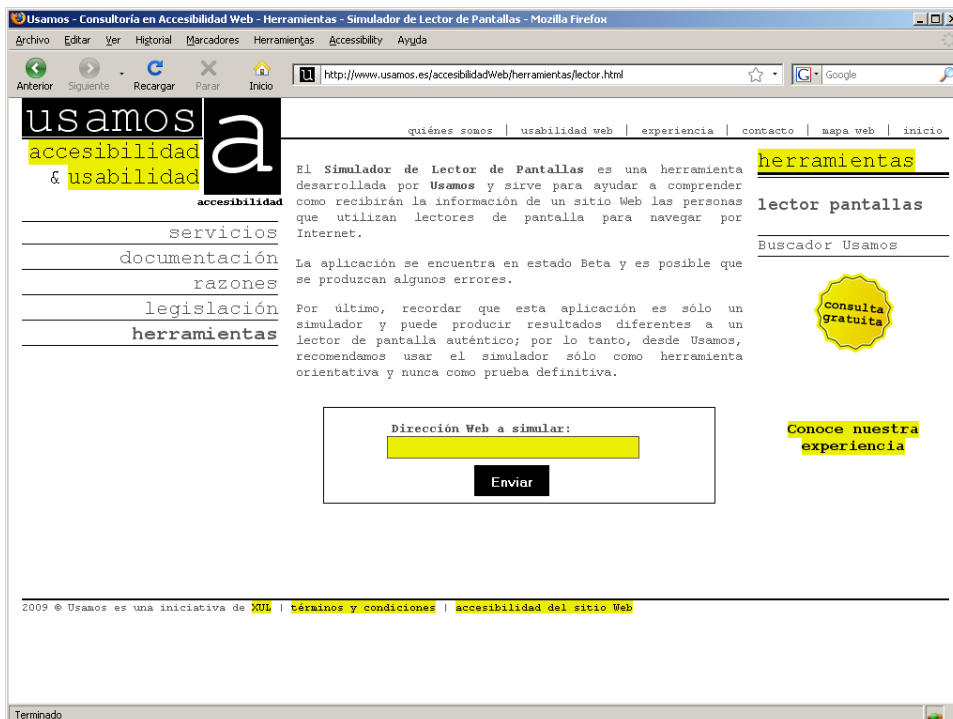 Usamos - Consultoría en Accesibilidad Web - Herramientas - Simulador de Lector de Pantallas - Mozilla Firefox
Archivo Editar Ver Historial Marcadores Herramientas Accessibility Ayuda
Anterior Siguiente Recargar Parar Inicio
http://www.usamos.es/accesibilidadWeb/herramientas/lector.html
G Google
usamos
accesibilidad
& usabilidad
a
accesibilidad
quiénes somos | usabilidad web | experiencia | contacto | mapa web | inicio
servicios
documentación
razones
legislación
herramientas
El Simulador de Lector de Pantallas es una herramienta
desarrollada por Usamos y sirve para ayudar a comprender
como recibirán la información de un sitio Web las personas
que utilizan lectores de pantalla para navegar por
Internet.
La aplicación se encuentra en estado Beta y es posible que
se produzcan algunos errores.
Por último, recordar que esta aplicación es sólo un
simulador y puede producir resultados diferentes a un
lector de pantalla auténtico; por lo tanto, desde Usamos,
recomendamos usar el simulador sólo como herramienta
orientativa y nunca como prueba definitiva.
Dirección Web a simular:
Enviar
herramientas
lector pantallas
Buscador Usamos
consulta
gratuita
Conoce nuestra
experiencia
2009 © Usamos es una iniciativa de XUL | términos y condiciones | accesibilidad del sitio Web
Terminado